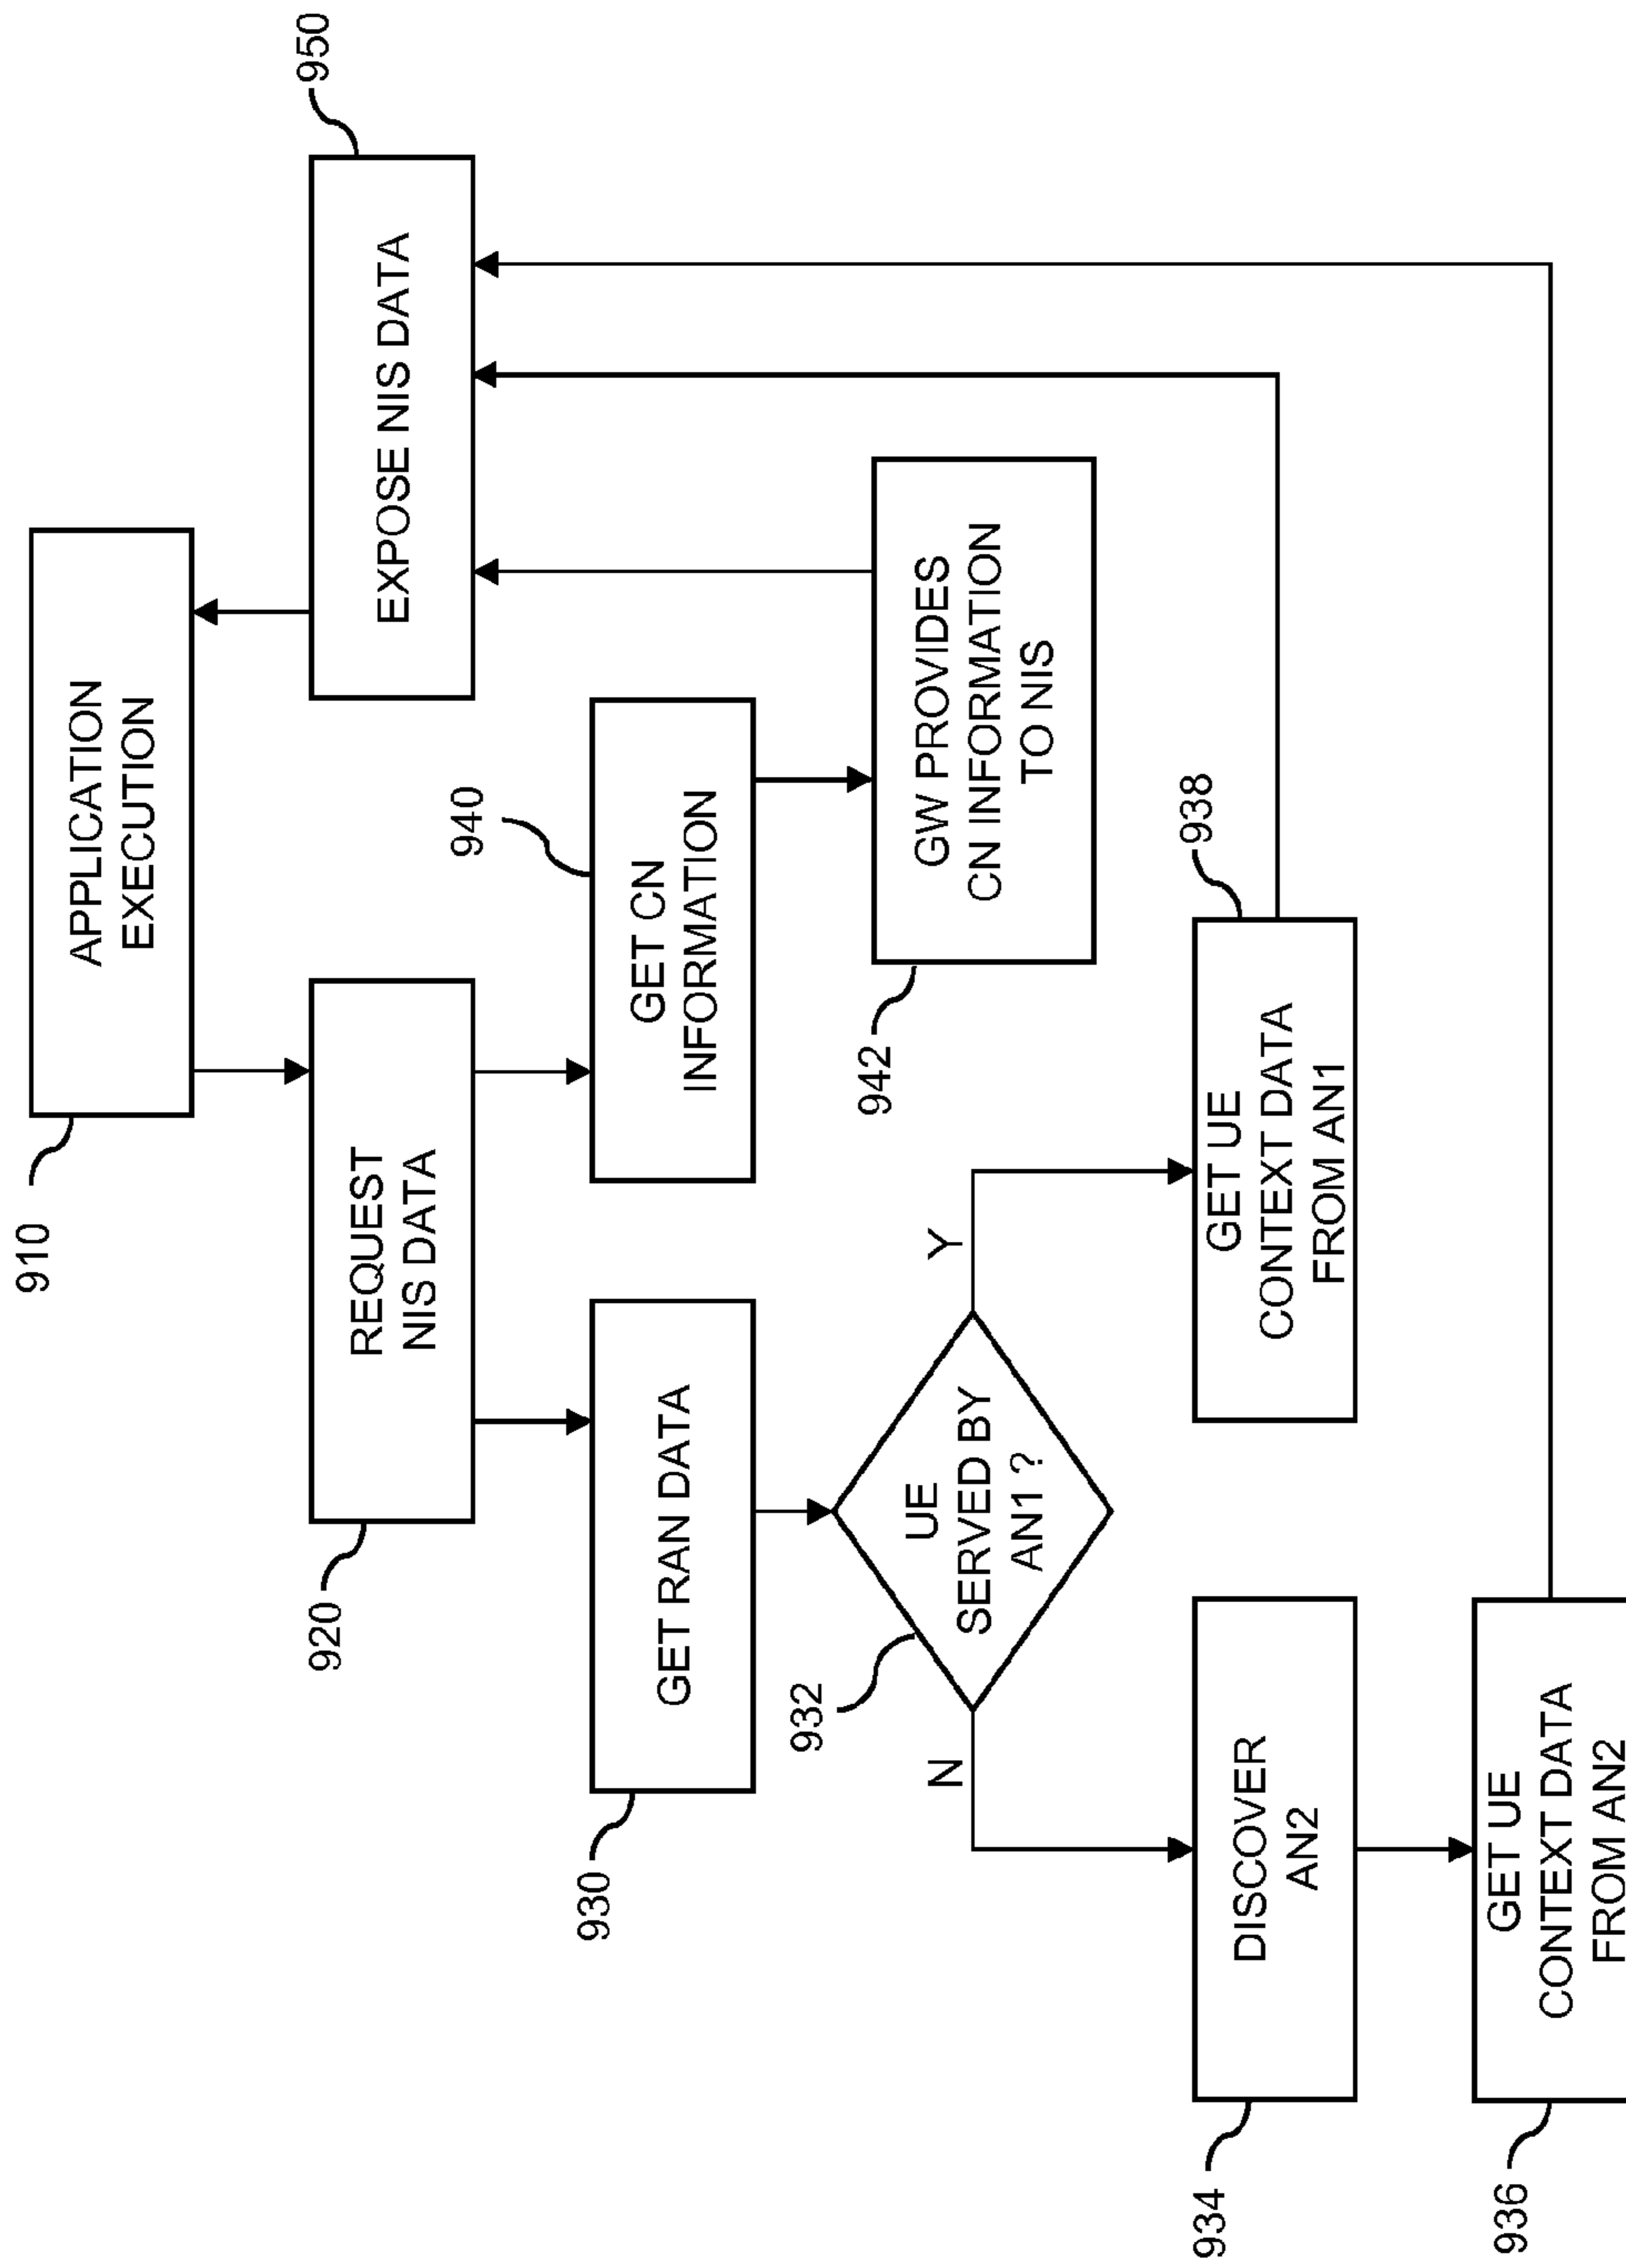 910
APPLICATION
EXECUTION
920
REQUEST
NIS DATA
EXPOSE NIS DATA
950
930
GET RAN DATA
940
GET CN
INFORMATION
932
UE
SERVED BY
AN1 ?
N
Y
942
GW PROVIDES
CN INFORMATION
TO NIS
934
DISCOVER
AN2
938
GET UE
CONTEXT DATA
FROM AN1
936
GET UE
CONTEXT DATA
FROM AN2